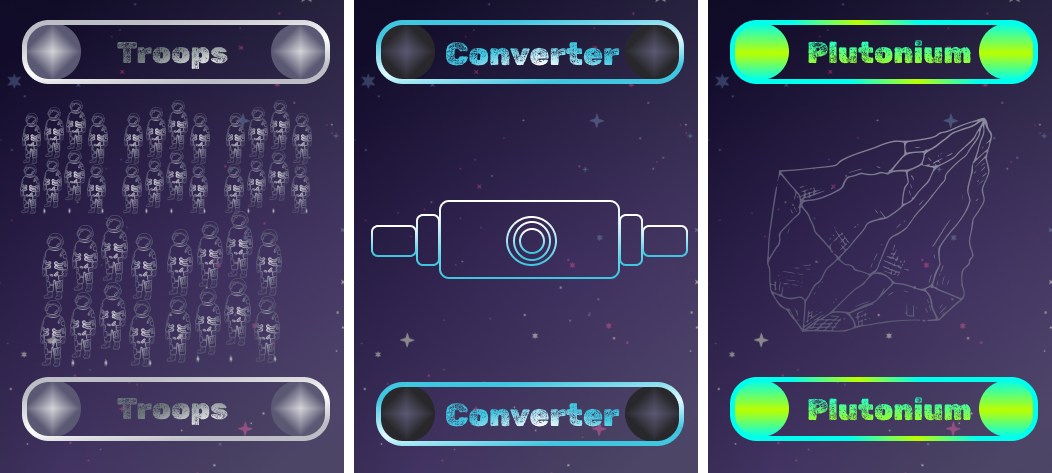 Troops
Troops
Converter
Converter
Plutonium
Plutonium